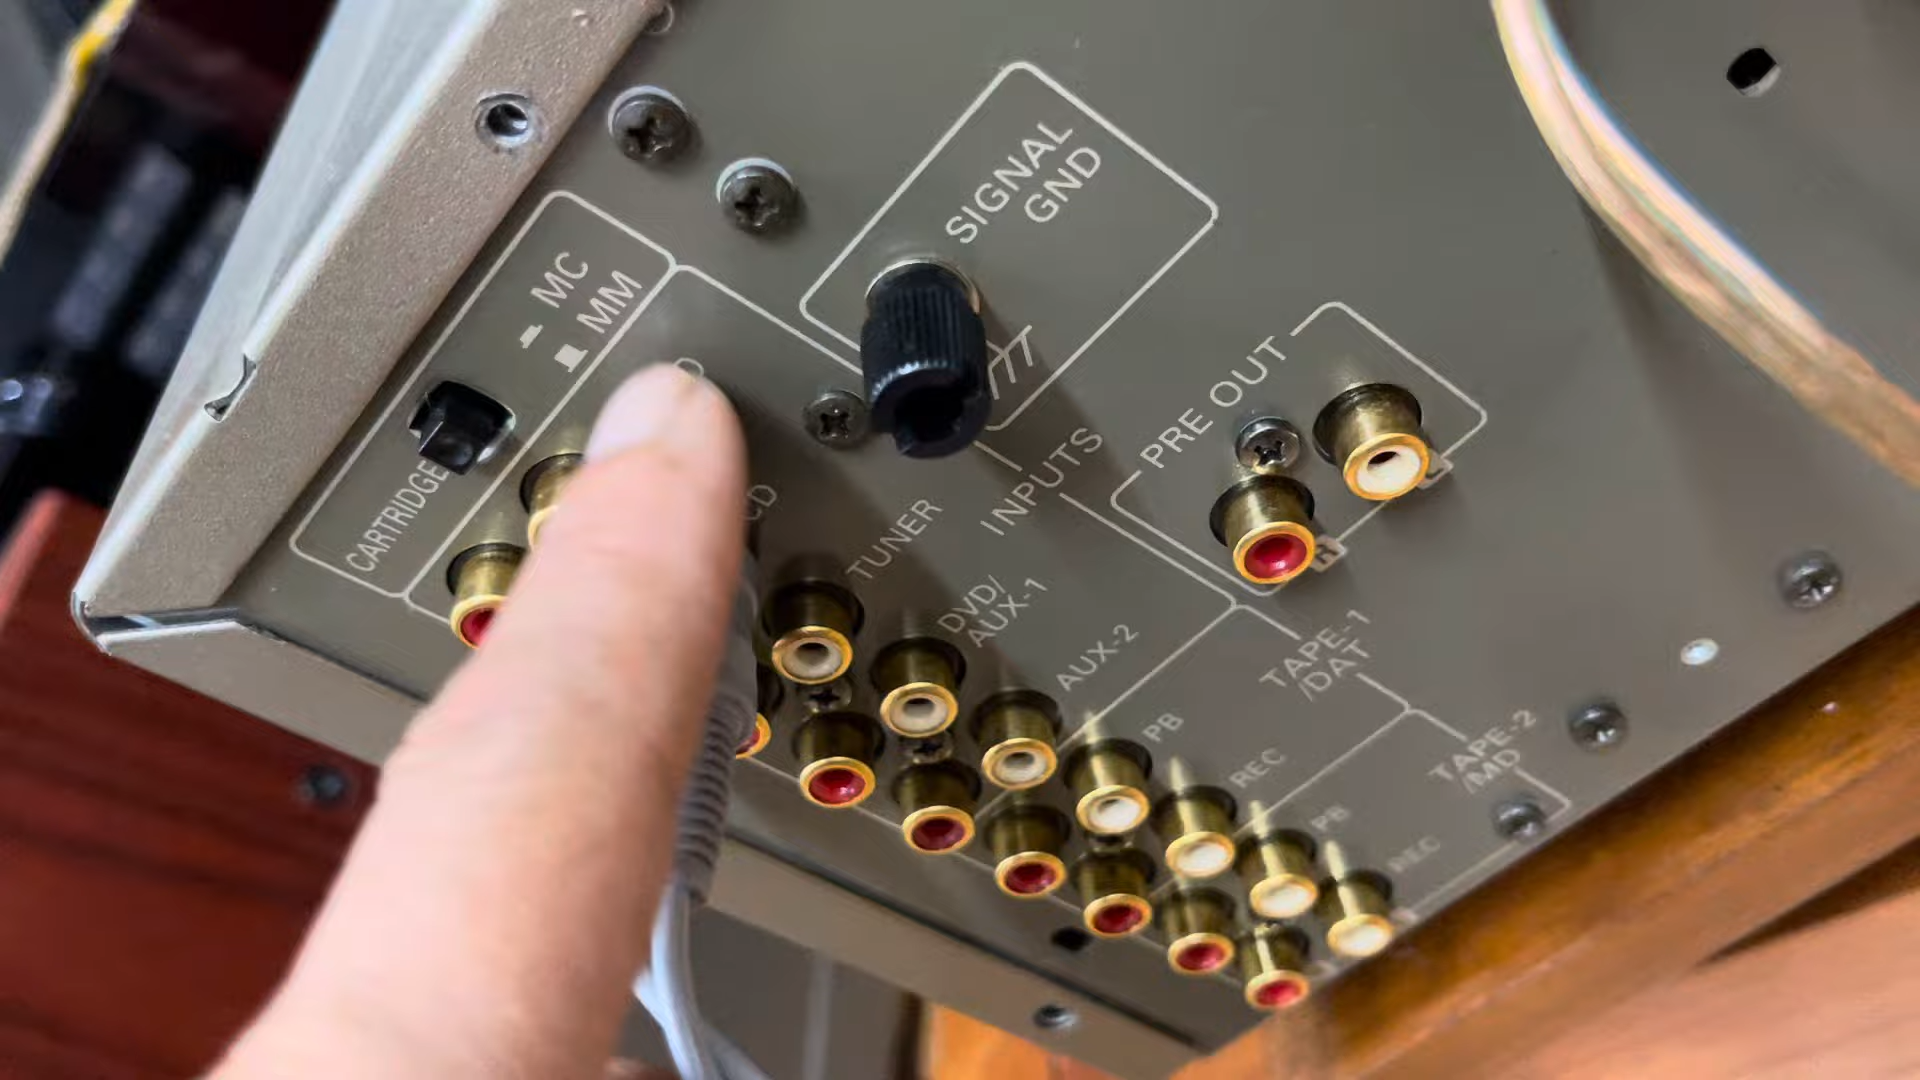 MC
MM
CARTRIDGE
SIGNAL
GND
CD
TUNER
INPUTS
DVD/
AUX-1
AUX-2
PRE OUT
L
R
TAPE-1
/DAT
PB
REC
TAPE-2
/MD
PB
REC